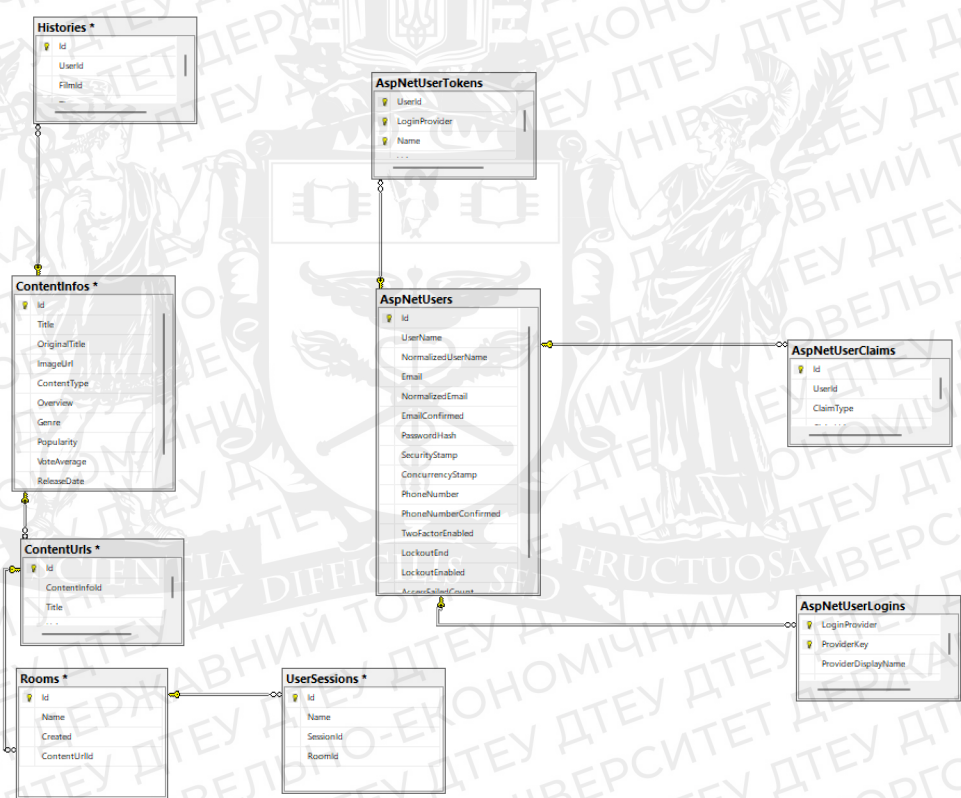 Histories *
Id
UserId
FilmId
AspNetUserTokens
UserId
LoginProvider
Name
ContentInfos *
Id
Title
OriginalTitle
ImageUrl
ContentType
Overview
Genre
Popularity
VoteAverage
ReleaseDate
AspNetUsers
Id
UserName
NormalizedUserName
Email
NormalizedEmail
EmailConfirmed
PasswordHash
SecurityStamp
ConcurrencyStamp
PhoneNumber
PhoneNumberConfirmed
TwoFactorEnabled
LockoutEnd
LockoutEnabled
AccessFailedCount
AspNetUserClaims
Id
UserId
ClaimType
ContentUrls *
Id
ContentInfoId
Title
AspNetUserLogins
LoginProvider
ProviderKey
ProviderDisplayName
Rooms *
Id
Name
Created
ContentUrlId
UserSessions *
Id
Name
SessionId
RoomId